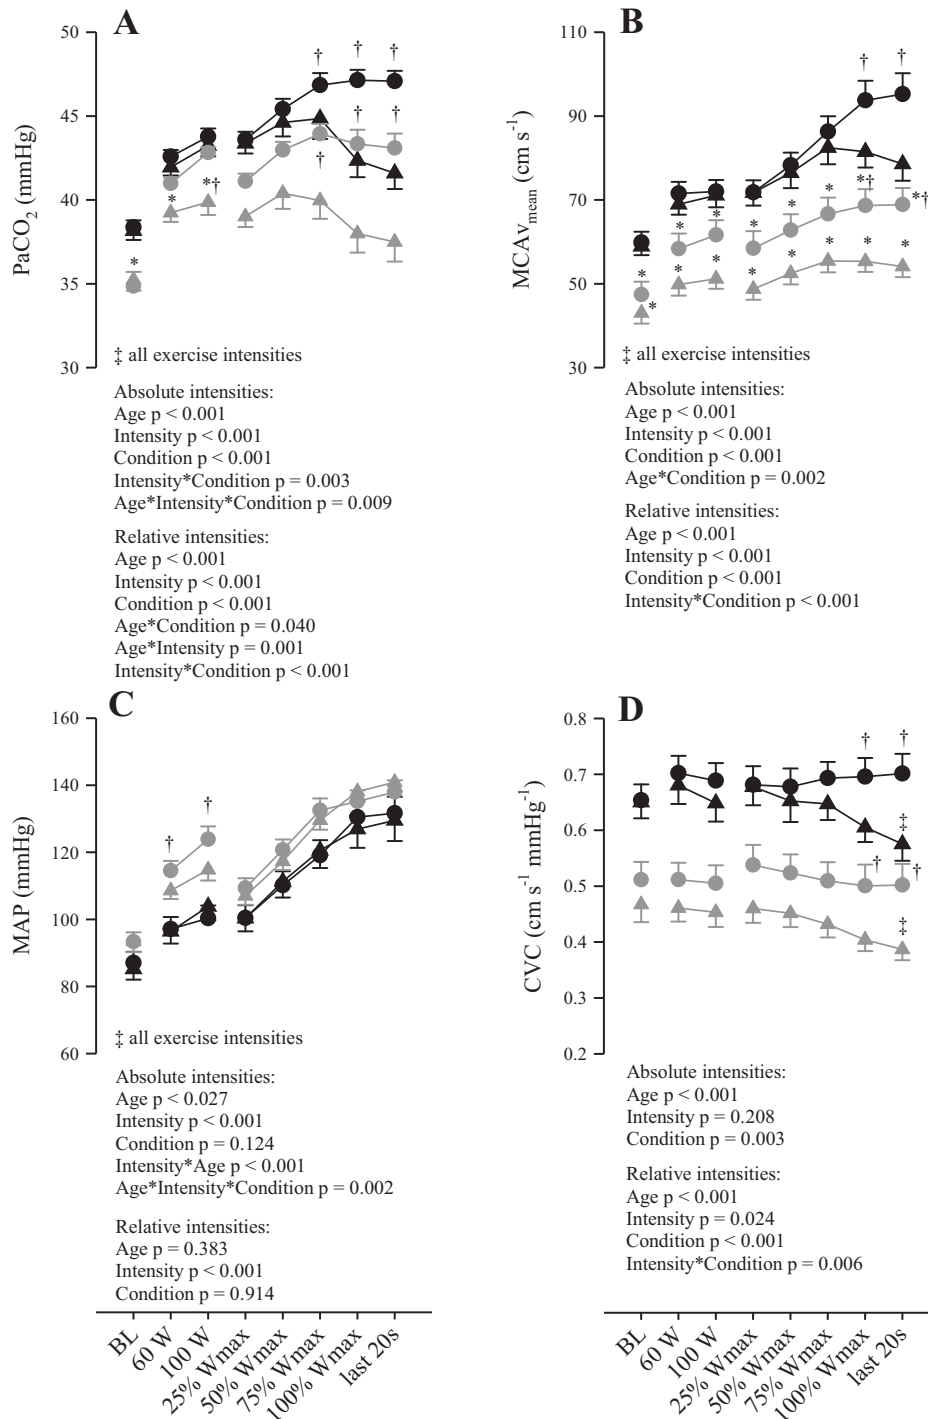 A
50
45
40
35
30
PaCO2 (mmHg)
† † †
† †
†
*†
*
*
‡ all exercise intensities
Absolute intensities:
Age p < 0.001
Intensity p < 0.001
Condition p < 0.001
Intensity*Condition p = 0.003
Age*Intensity*Condition p = 0.009
Relative intensities:
Age p < 0.001
Intensity p < 0.001
Condition p < 0.001
Age*Condition p = 0.040
Age*Intensity p = 0.001
Intensity*Condition p < 0.001
B
110
90
70
50
30
MCAvmean (cm s-1)
† †
*† *†
* * * * *
* * * * * * * *
*
‡ all exercise intensities
Absolute intensities:
Age p < 0.001
Intensity p < 0.001
Condition p < 0.001
Age*Condition p = 0.002
Relative intensities:
Age p < 0.001
Intensity p < 0.001
Condition p < 0.001
Intensity*Condition p < 0.001
C
160
140
120
100
80
60
MAP (mmHg)
† †
‡ all exercise intensities
Absolute intensities:
Age p < 0.027
Intensity p < 0.001
Condition p = 0.124
Intensity*Age p < 0.001
Age*Intensity*Condition p = 0.002
Relative intensities:
Age p = 0.383
Intensity p < 0.001
Condition p = 0.914
BL
60 W
100 W
25% Wmax
50% Wmax
75% Wmax
100% Wmax
last 20s
D
0.8
0.7
0.6
0.5
0.4
0.3
0.2
CVC (cm s-1 mmHg-1)
† †
‡
† †
‡
Absolute intensities:
Age p < 0.001
Intensity p = 0.208
Condition p = 0.003
Relative intensities:
Age p < 0.001
Intensity p = 0.024
Condition p < 0.001
Intensity*Condition p = 0.006
BL
60 W
100 W
25% Wmax
50% Wmax
75% Wmax
100% Wmax
last 20s